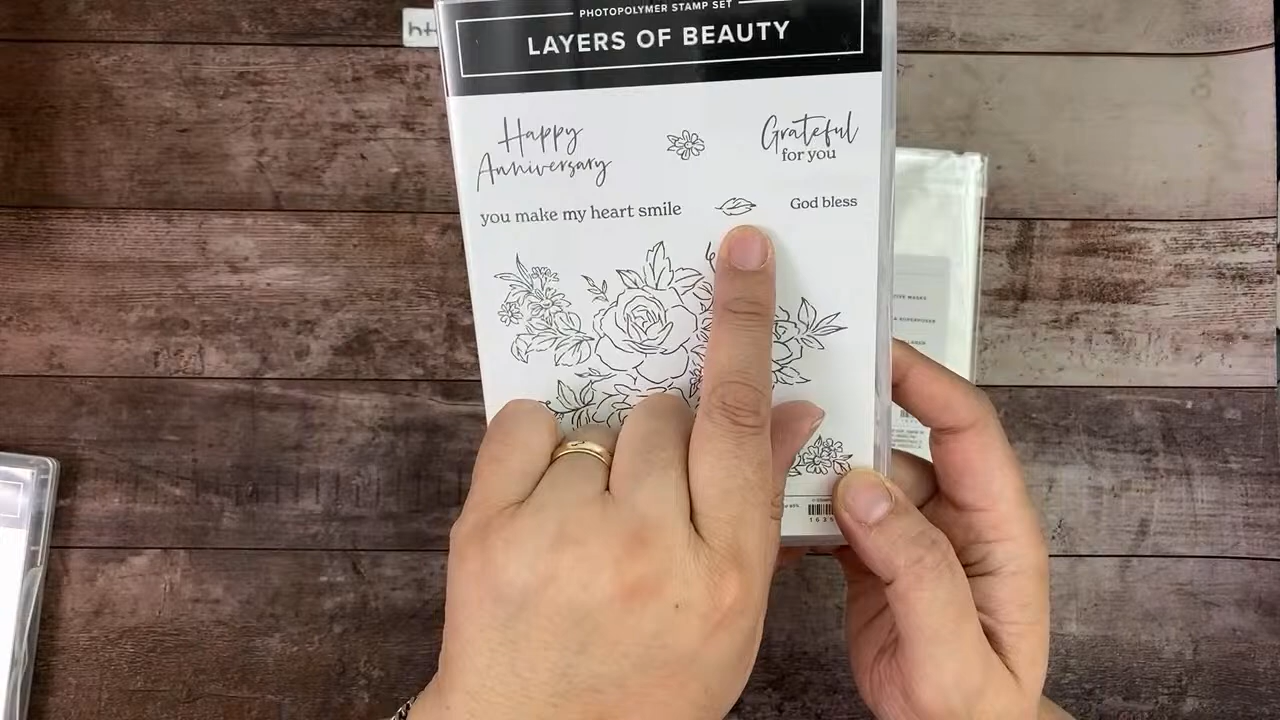 PHOTOPOLYMER STAMP SET
LAYERS OF BEAUTY
Happy
Anniversary
Grateful
for you
you make my heart smile
God bless